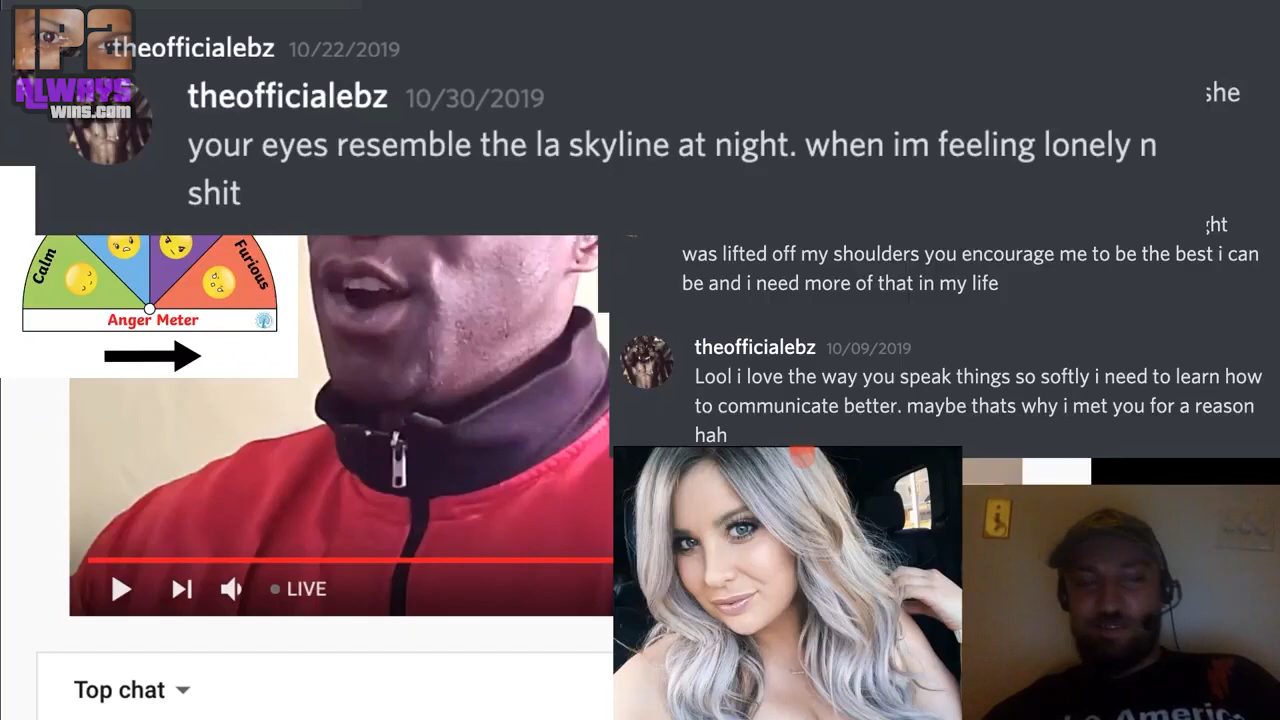 IP2
ALWAYS
WINS.COM
theofficialebz 10/22/2019
theofficialebz 10/30/2019
your eyes resemble the la skyline at night. when im feeling lonely n
shit
she
ght
was lifted off my shoulders you encourage me to be the best i can
be and i need more of that in my life
theofficialebz 10/09/2019
Lool i love the way you speak things so softly i need to learn how
to communicate better. maybe thats why i met you for a reason
hah
Calm
Furious
Anger Meter
LIVE
Top chat